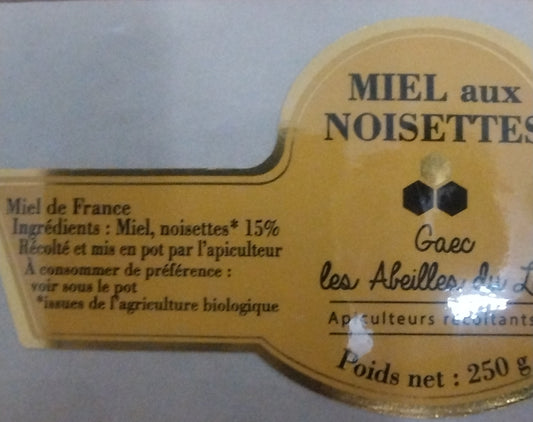 Miel de France
Ingrédients : Miel, noisettes* 15%
Récolté et mis en pot par l'apiculteur
À consommer de préférence :
voir sous le pot
*issues de l'agriculture biologique
MIEL aux
NOISETTES
Gaec
les Abeilles du
Apiculteurs récoltants
Poids net : 250 g